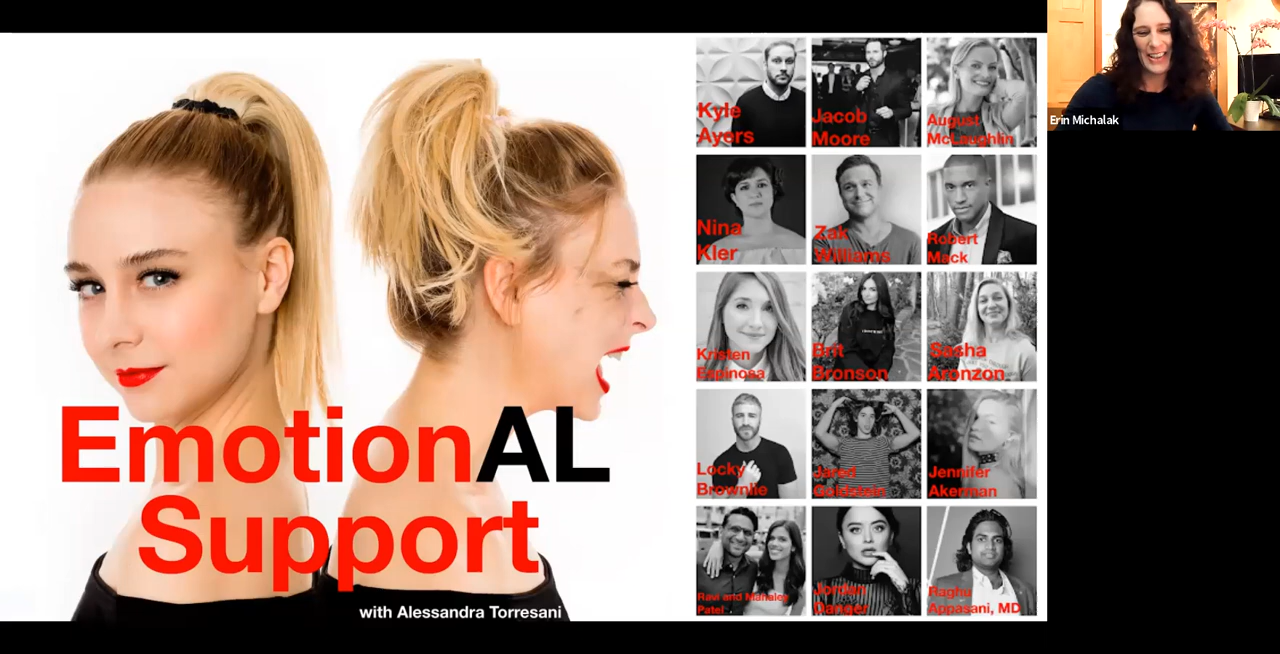 EmotionAL
Support
with Alessandra Torresani
Kyle
Ayers
Jacob
Moore
August
McLaughlin
Nina
Kler
Zak
Williams
Robert
Mack
Kristen
Espinosa
Brit
Bronson
Sasha
Aronzon
Locky
Brownlie
Jared
Goldstein
Jennifer
Akerman
Ravi and Manaley
Patel
Jordan
Danger
Raghu
Appasani, MD
Erin Michalak